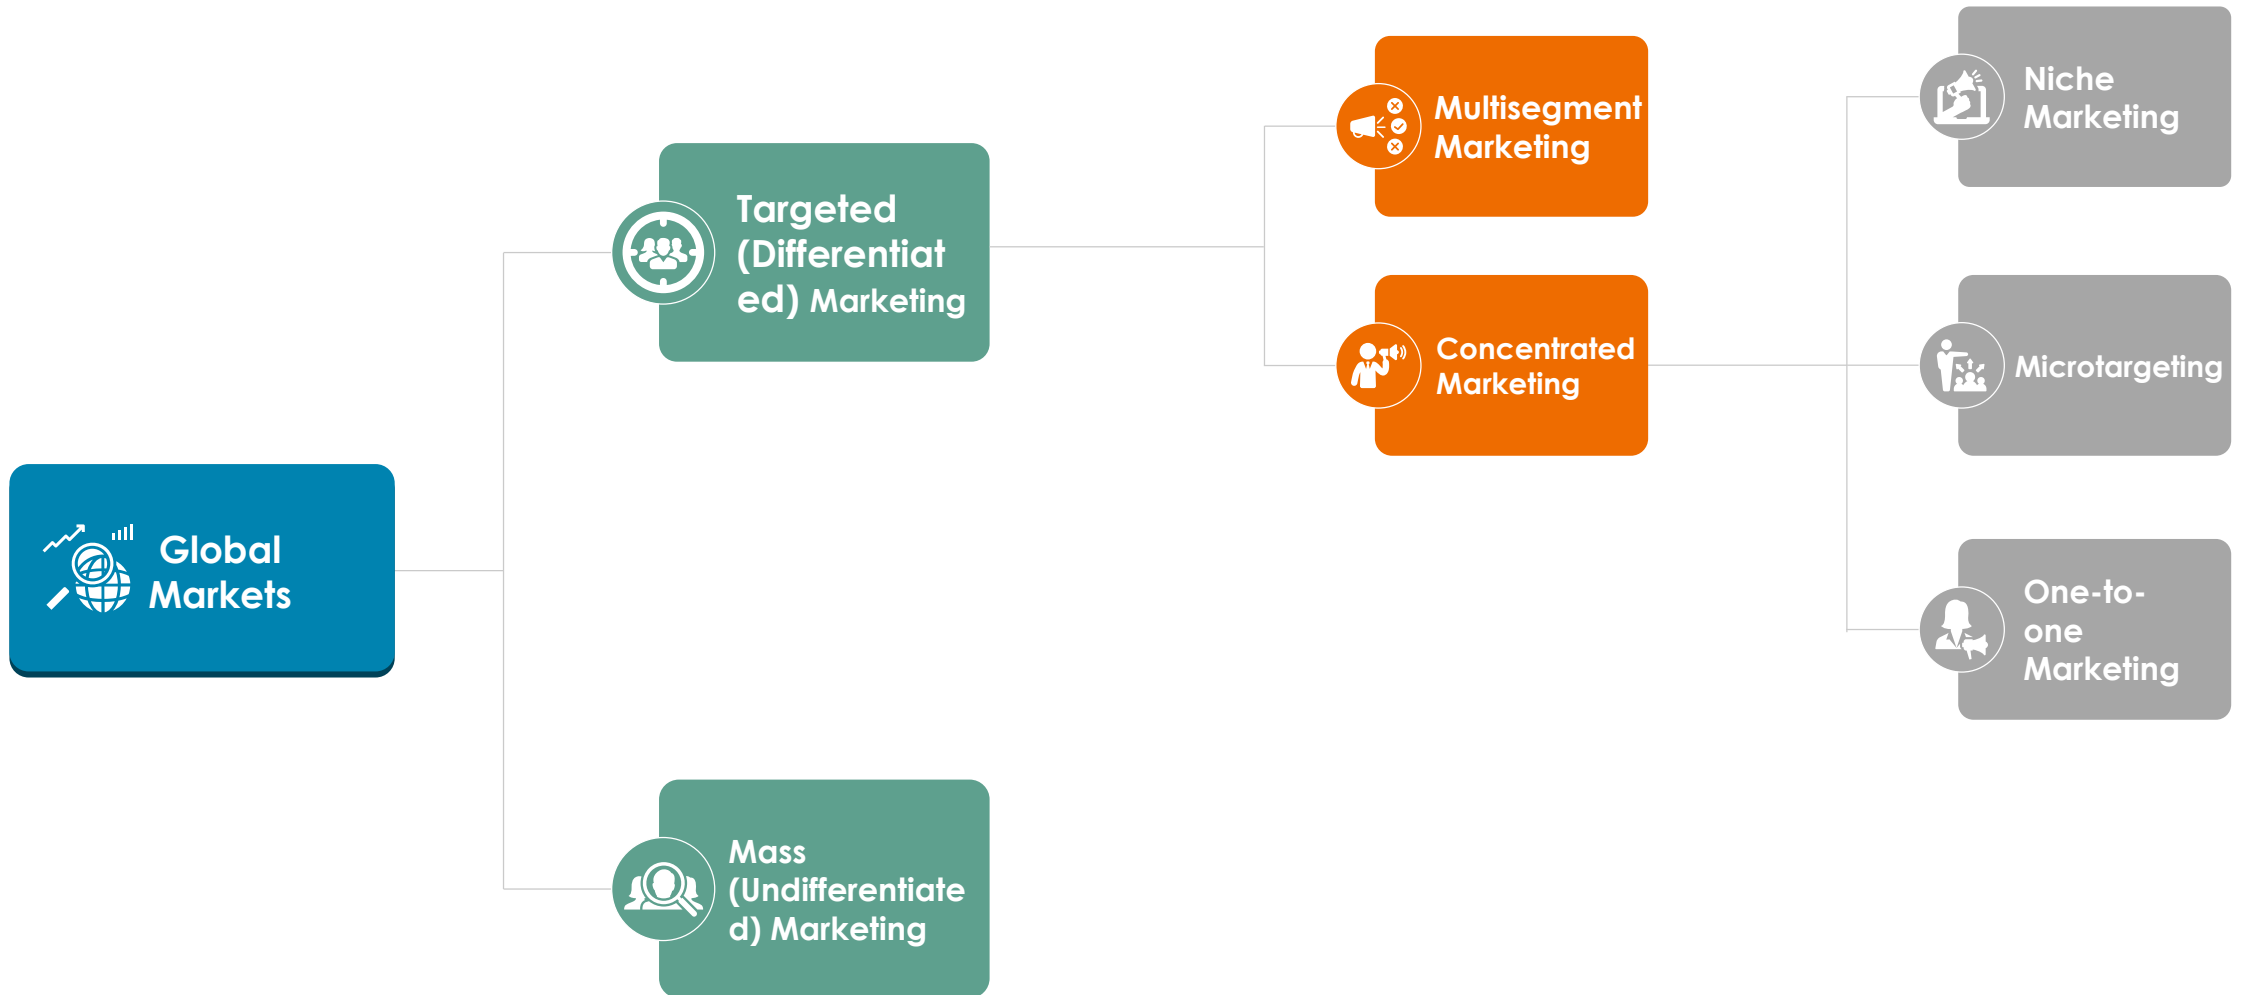 Global
Markets
Targeted
(Differentiat
ed) Marketing
Mass
(Undifferentiate
d) Marketing
Multisegment
Marketing
Concentrated
Marketing
Niche
Marketing
Microtargeting
One-to-
one
Marketing